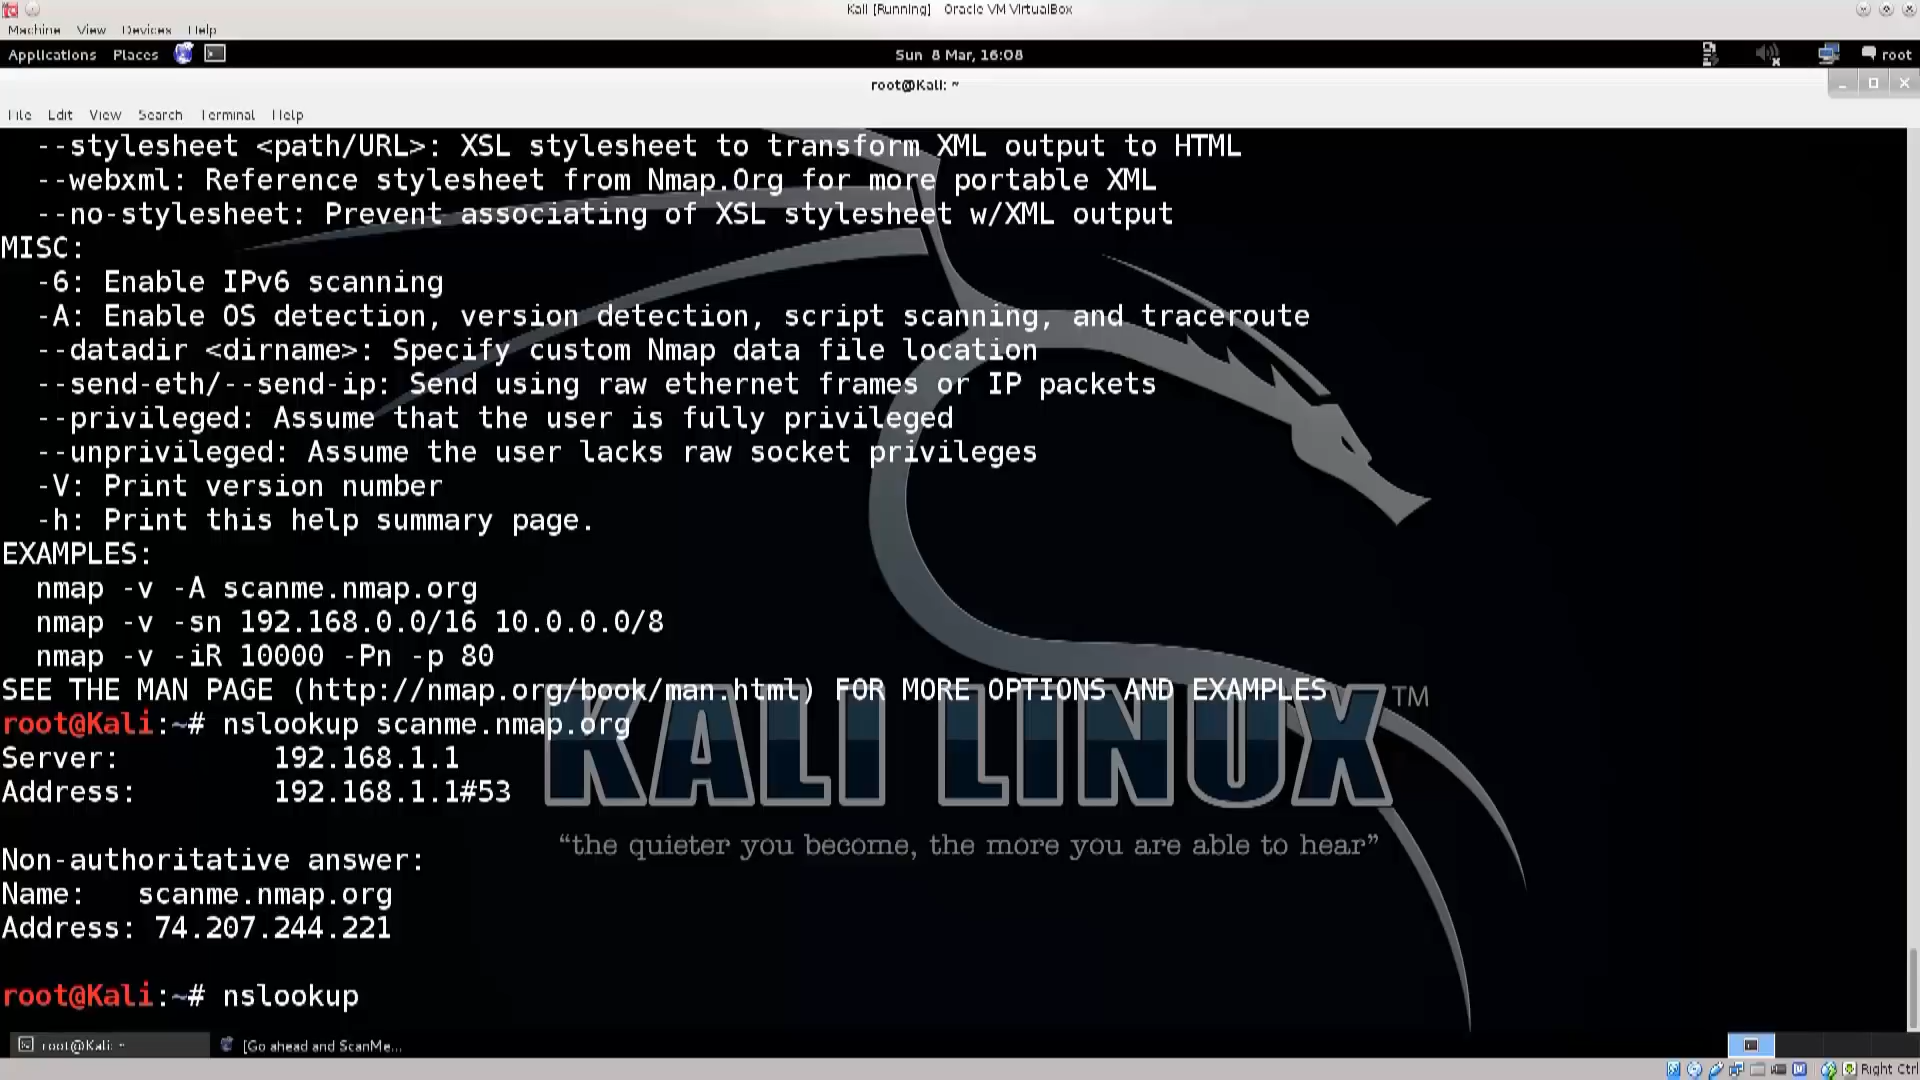 Kali [Running] Oracle VM VirtualBox
Machine View Devices Help
Applications Places
Sun 8 Mar, 16:08
root
root@Kali: ~
File Edit View Search Terminal Help
--stylesheet <path/URL>: XSL stylesheet to transform XML output to HTML
--webxml: Reference stylesheet from Nmap.Org for more portable XML
--no-stylesheet: Prevent associating of XSL stylesheet w/XML output
MISC:
-6: Enable IPv6 scanning
-A: Enable OS detection, version detection, script scanning, and traceroute
--datadir <dirname>: Specify custom Nmap data file location
--send-eth/--send-ip: Send using raw ethernet frames or IP packets
--privileged: Assume that the user is fully privileged
--unprivileged: Assume the user lacks raw socket privileges
-V: Print version number
-h: Print this help summary page.
EXAMPLES:
nmap -v -A scanme.nmap.org
nmap -v -sn 192.168.0.0/16 10.0.0.0/8
nmap -v -iR 10000 -Pn -p 80
SEE THE MAN PAGE (http://nmap.org/book/man.html) FOR MORE OPTIONS AND EXAMPLES
root@Kali:~# nslookup scanme.nmap.org
Server: 192.168.1.1
Address: 192.168.1.1#53
KALI LINUX TM
“the quieter you become, the more you are able to hear”
Non-authoritative answer:
Name: scanme.nmap.org
Address: 74.207.244.221
root@Kali:~# nslookup
root@Kali: ~
[Go ahead and ScanMe...
Right Ctrl